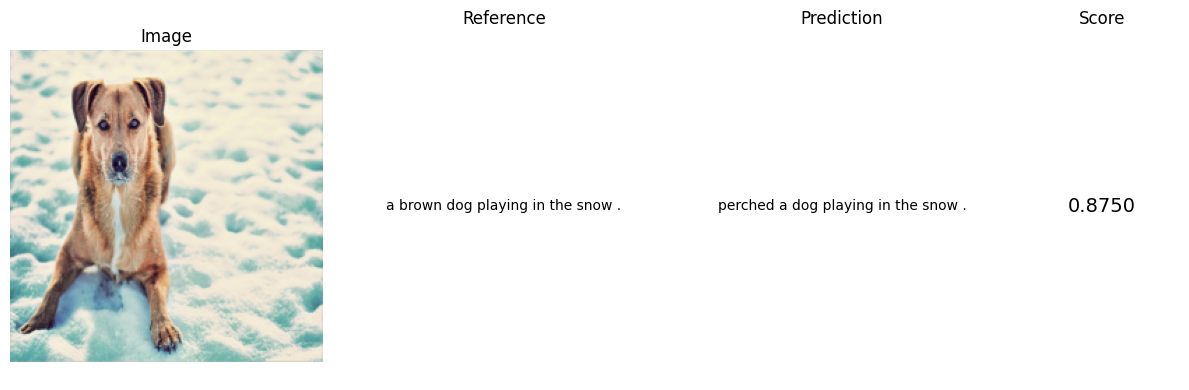 Reference
Prediction
Score
Image
a brown dog playing in the snow .
perched a dog playing in the snow .
0.8750